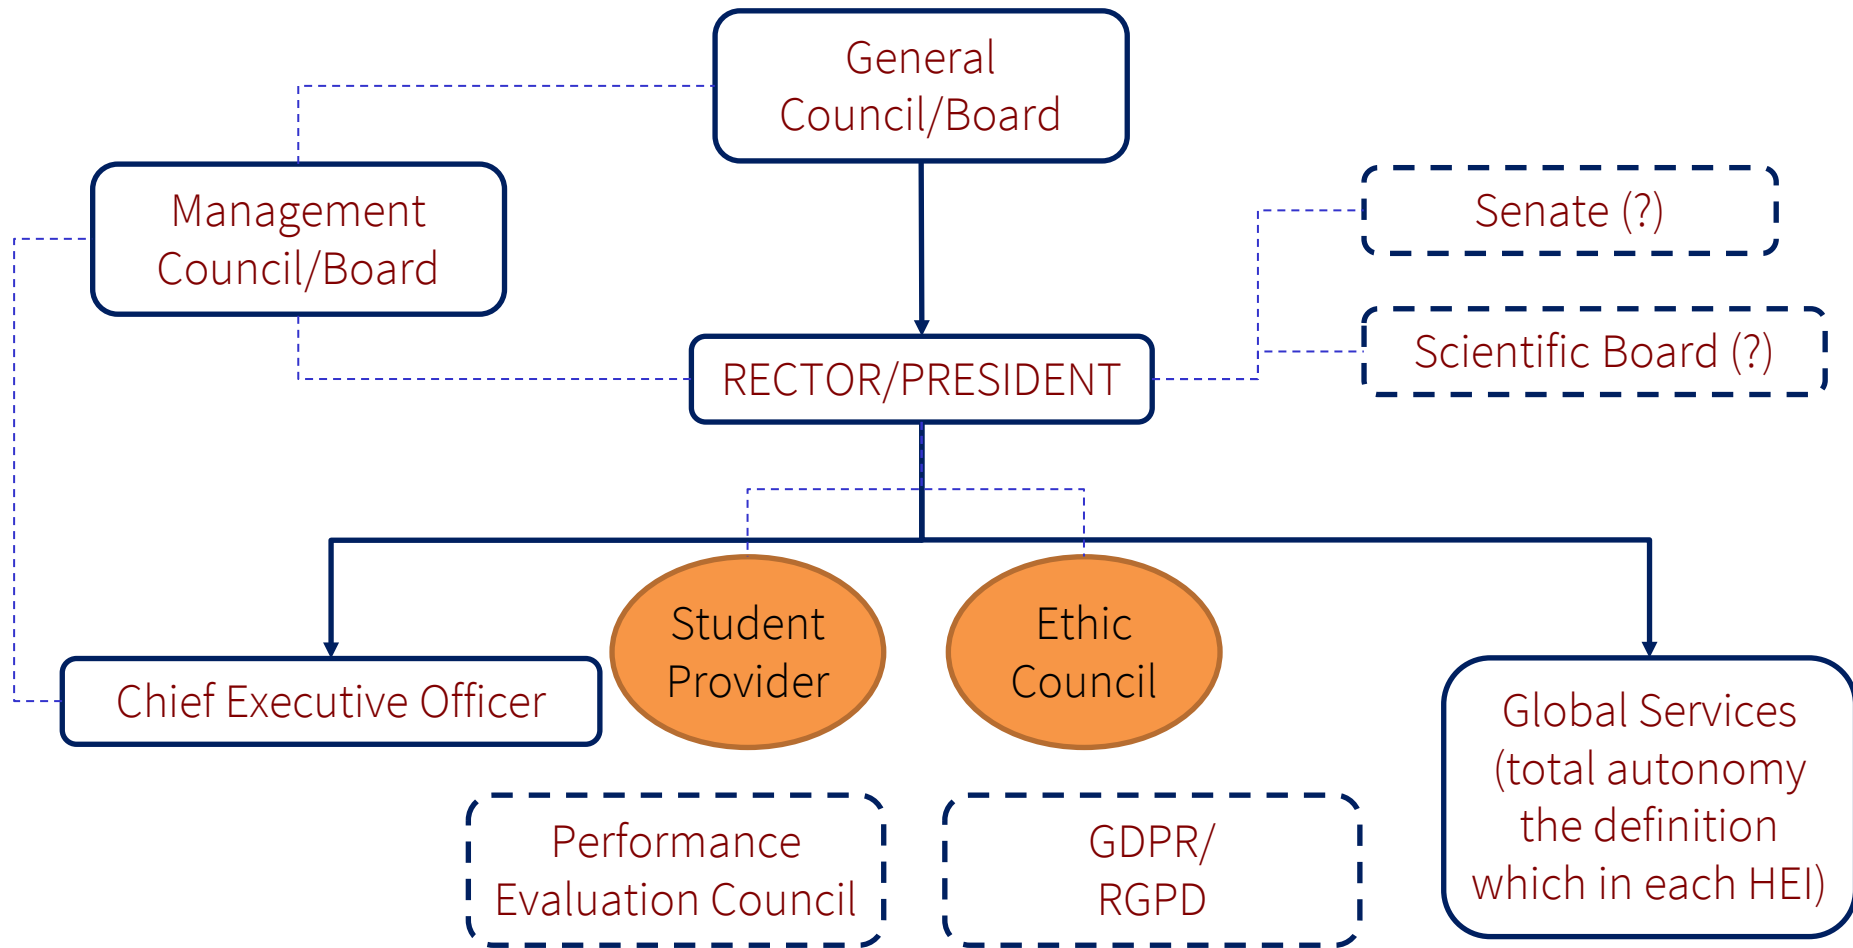 General
Council/Board
Management
Council/Board
Senate (?)
Scientific Board (?)
RECTOR/PRESIDENT
Student
Provider
Ethic
Council
Chief Executive Officer
Global Services
(total autonomy
the definition
which in each HEI)
Performance
Evaluation Council
GDPR/
RGPD